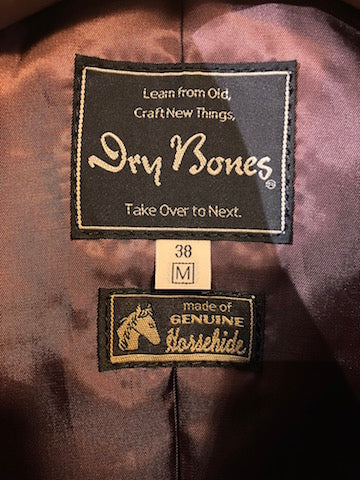 Learn from Old,
Craft New Things,
Dry Bones®
Take Over to Next.
38
M
made of
GENUINE
Horsehide